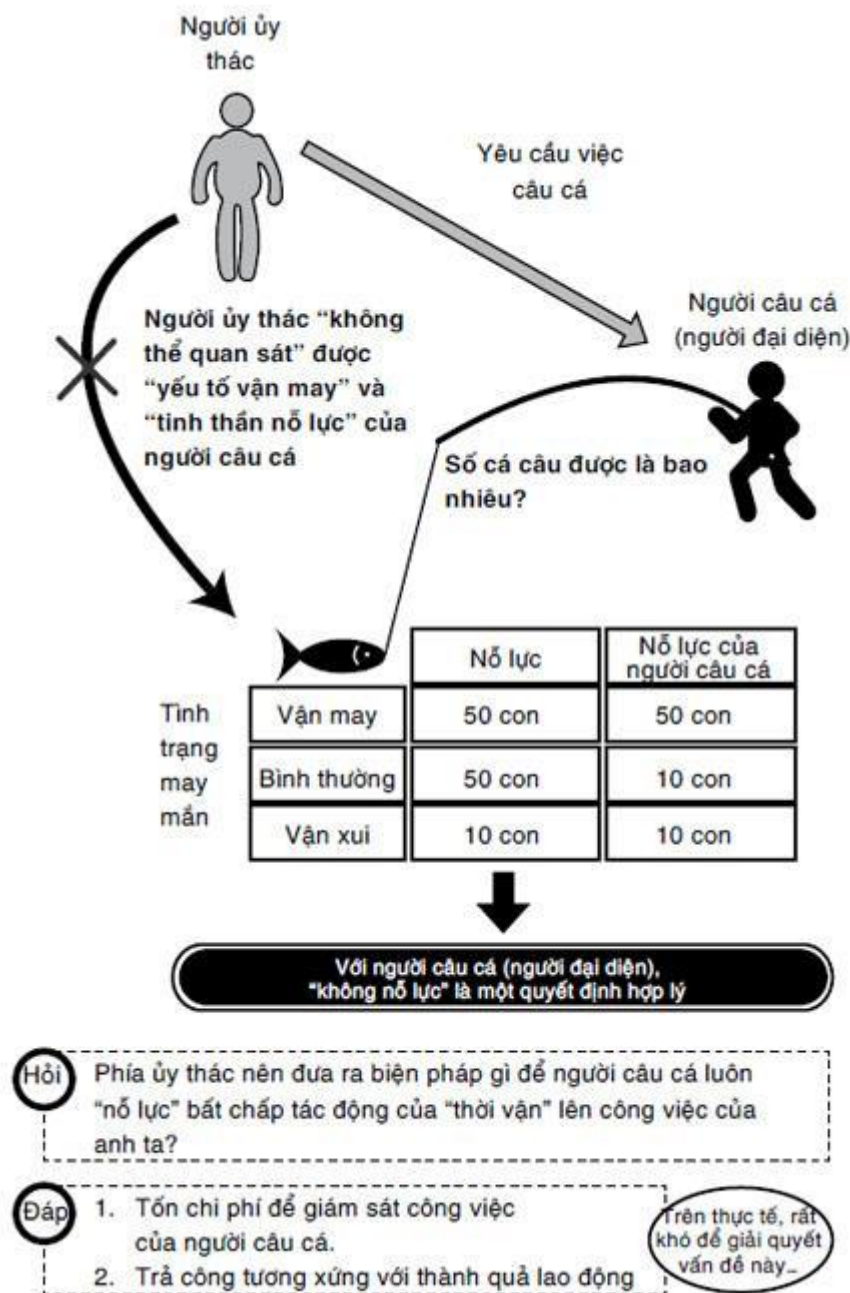 Người ủy
thác
Yêu cầu việc
câu cá
Người câu cá
(người đại diện)
Người ủy thác “không
thể quan sát” được
“yếu tố vận may” và
“tinh thần nỗ lực” của
người câu cá
Số cá câu được là bao
nhiêu?
Nỗ lực
Nỗ lực của
người câu cá
Tình
trạng
may
mắn
Vận may 50 con 50 con
Bình thường 50 con 10 con
Vận xui 10 con 10 con
Với người câu cá (người đại diện),
“không nỗ lực” là một quyết định hợp lý
Hỏi
Phía ủy thác nên đưa ra biện pháp gì để người câu cá luôn
“nỗ lực” bất chấp tác động của “thời vận” lên công việc của
anh ta?
Đáp
1. Tốn chi phí để giám sát công việc
của người câu cá.
2. Trả công tương xứng với thành quả lao động
Trên thực tế, rất
khó để giải quyết
vấn đề này...